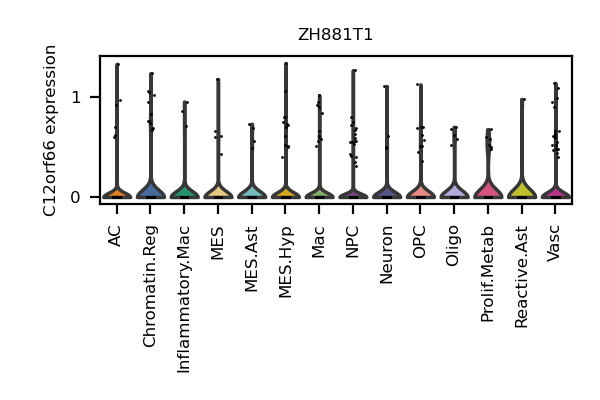 ZH881T1
C12orf66 expression
1
0
AC
Chromatin.Reg
Inflammatory.Mac
MES
MES.Ast
MES.Hyp
Mac
NPC
Neuron
OPC
Oligo
Prolif.Metab
Reactive.Ast
Vasc